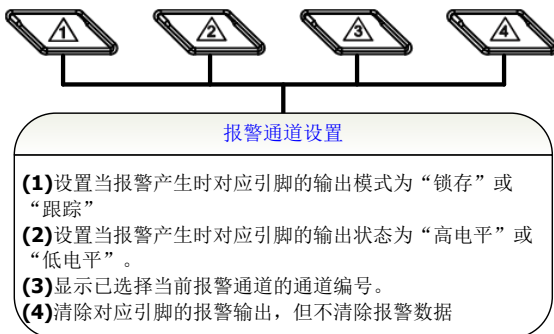 1 2 3 4
报警通道设置
(1)设置当报警产生时对应引脚的输出模式为“锁存”或
“跟踪”
(2)设置当报警产生时对应引脚的输出状态为“高电平”或
“低电平”。
(3)显示已选择当前报警通道的通道编号。
(4)清除对应引脚的报警输出，但不清除报警数据